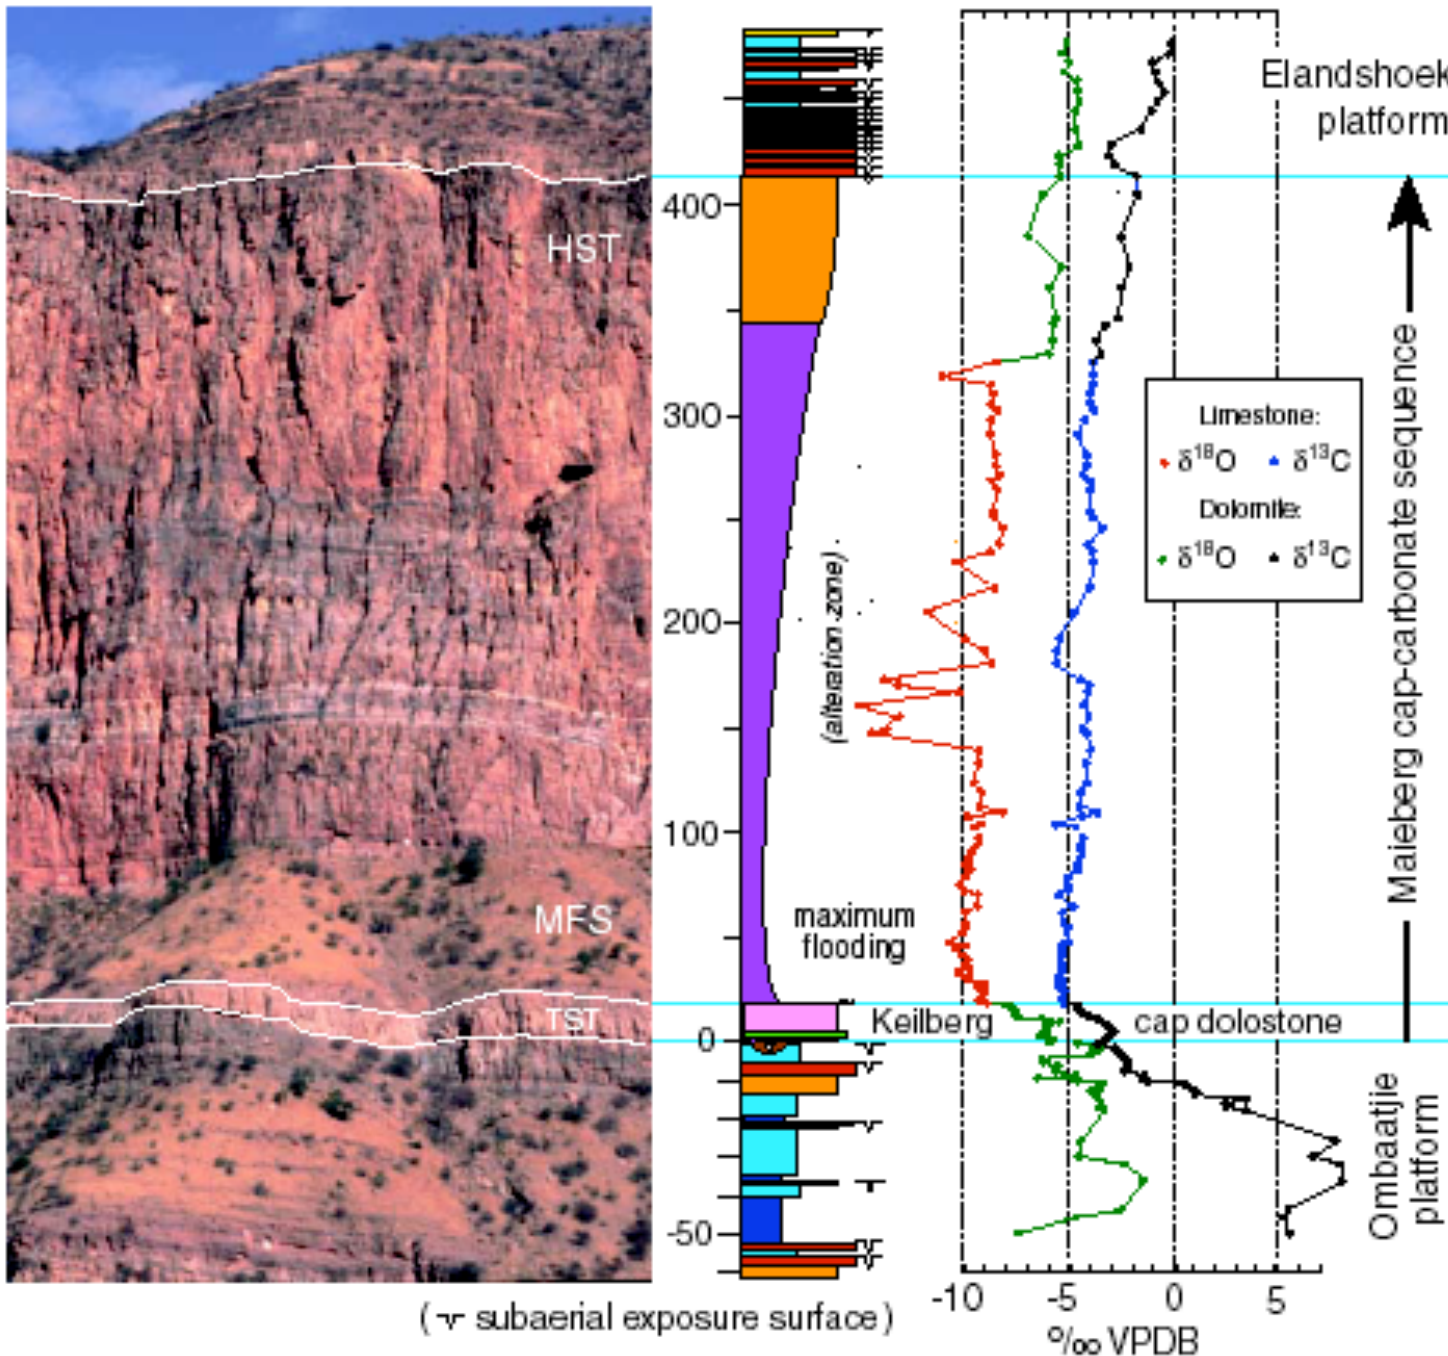 Elandshoek
platform
HST
400
300
200
100
0
-50
Limestone:
δ¹⁸O δ¹³C
Dolomite:
δ¹⁸O δ¹³C
(alteration zone)
Maieberg cap-carbonate sequence
MFS
maximum
flooding
TST
Keilberg cap dolostone
Ombaatjie
platform
-10 -5 0 5
‰ VPDB
( subaerial exposure surface)